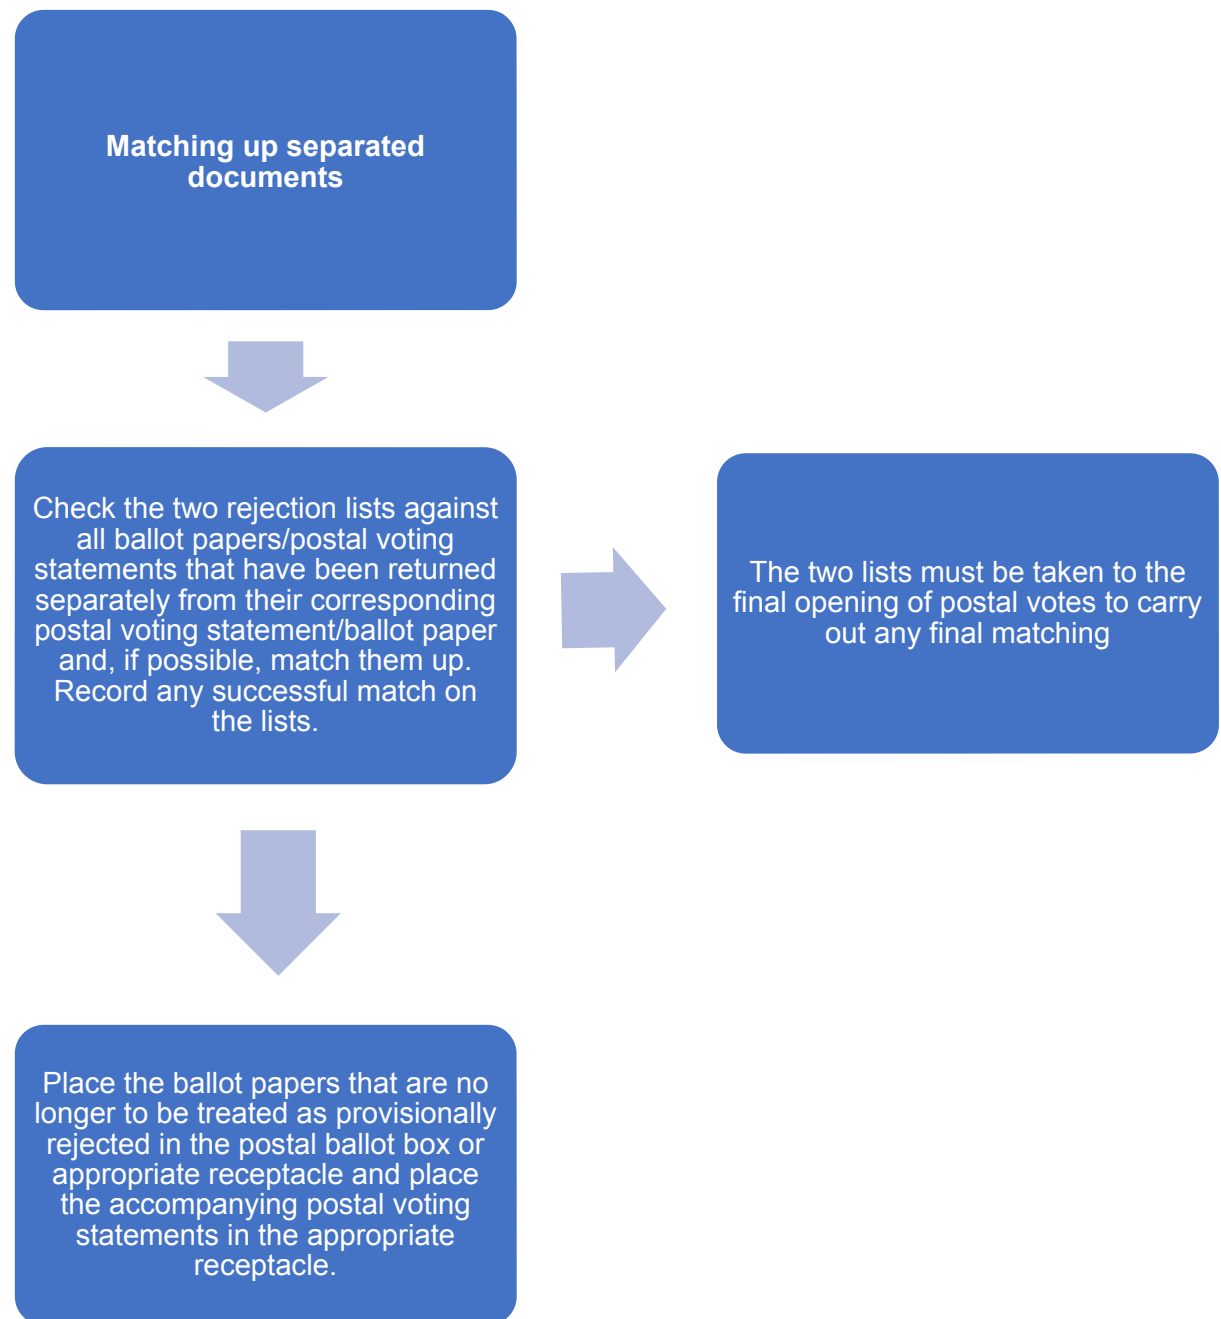 Matching up separated
documents
Check the two rejection lists against
all ballot papers/postal voting
statements that have been returned
separately from their corresponding
postal voting statement/ballot paper
and, if possible, match them up.
Record any successful match on
the lists.
The two lists must be taken to the
final opening of postal votes to carry
out any final matching
Place the ballot papers that are no
longer to be treated as provisionally
rejected in the postal ballot box or
appropriate receptacle and place
the accompanying postal voting
statements in the appropriate
receptacle.